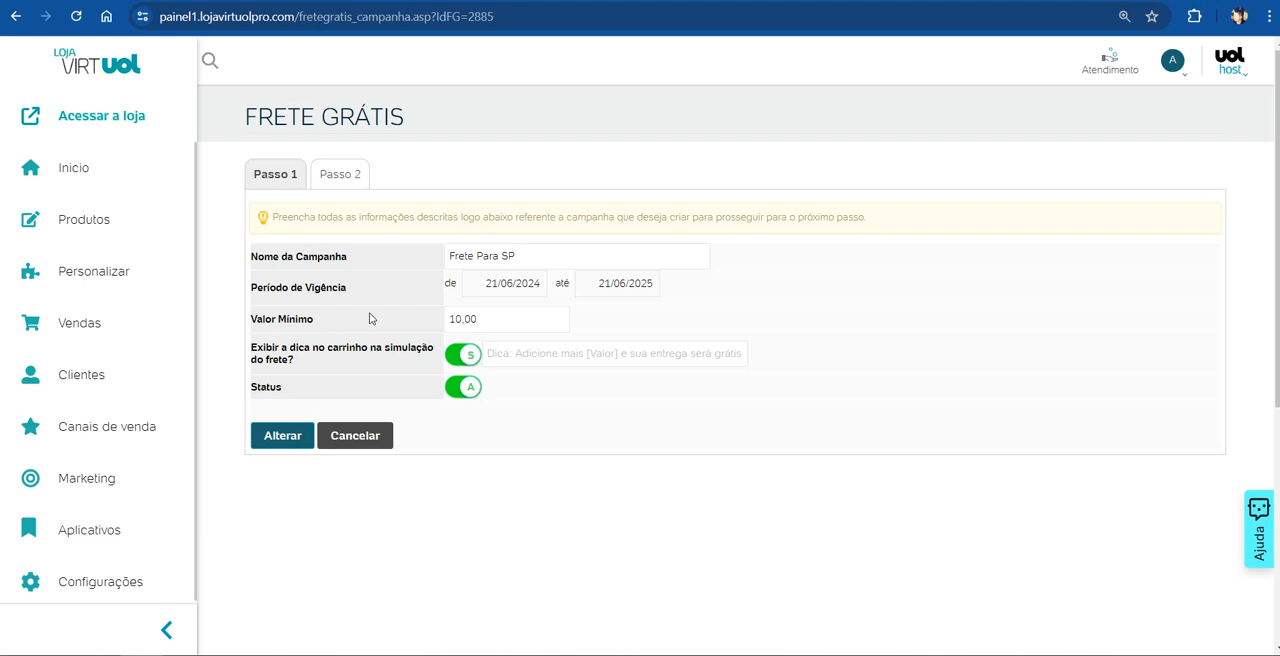 painel1.lojavirtuolpro.com/fretegratis_campanha.asp?IdFG=2885
LOJA
VIRTUOL
Atendimento
A
uol
host
Acessar a loja
Inicio
Produtos
Personalizar
Vendas
Clientes
Canais de venda
Marketing
Aplicativos
Configurações
FRETE GRÁTIS
Passo 1 Passo 2
Preencha todas as informações descritas logo abaixo referente a campanha que deseja criar para prosseguir para o próximo passo.
Nome da Campanha Frete Para SP
Período de Vigência de 21/06/2024 até 21/06/2025
Valor Mínimo 10,00
Exibir a dica no carrinho na simulação
do frete? S Dica: Adicione mais [Valor] e sua entrega será grátis
Status A
Alterar Cancelar
Ajuda